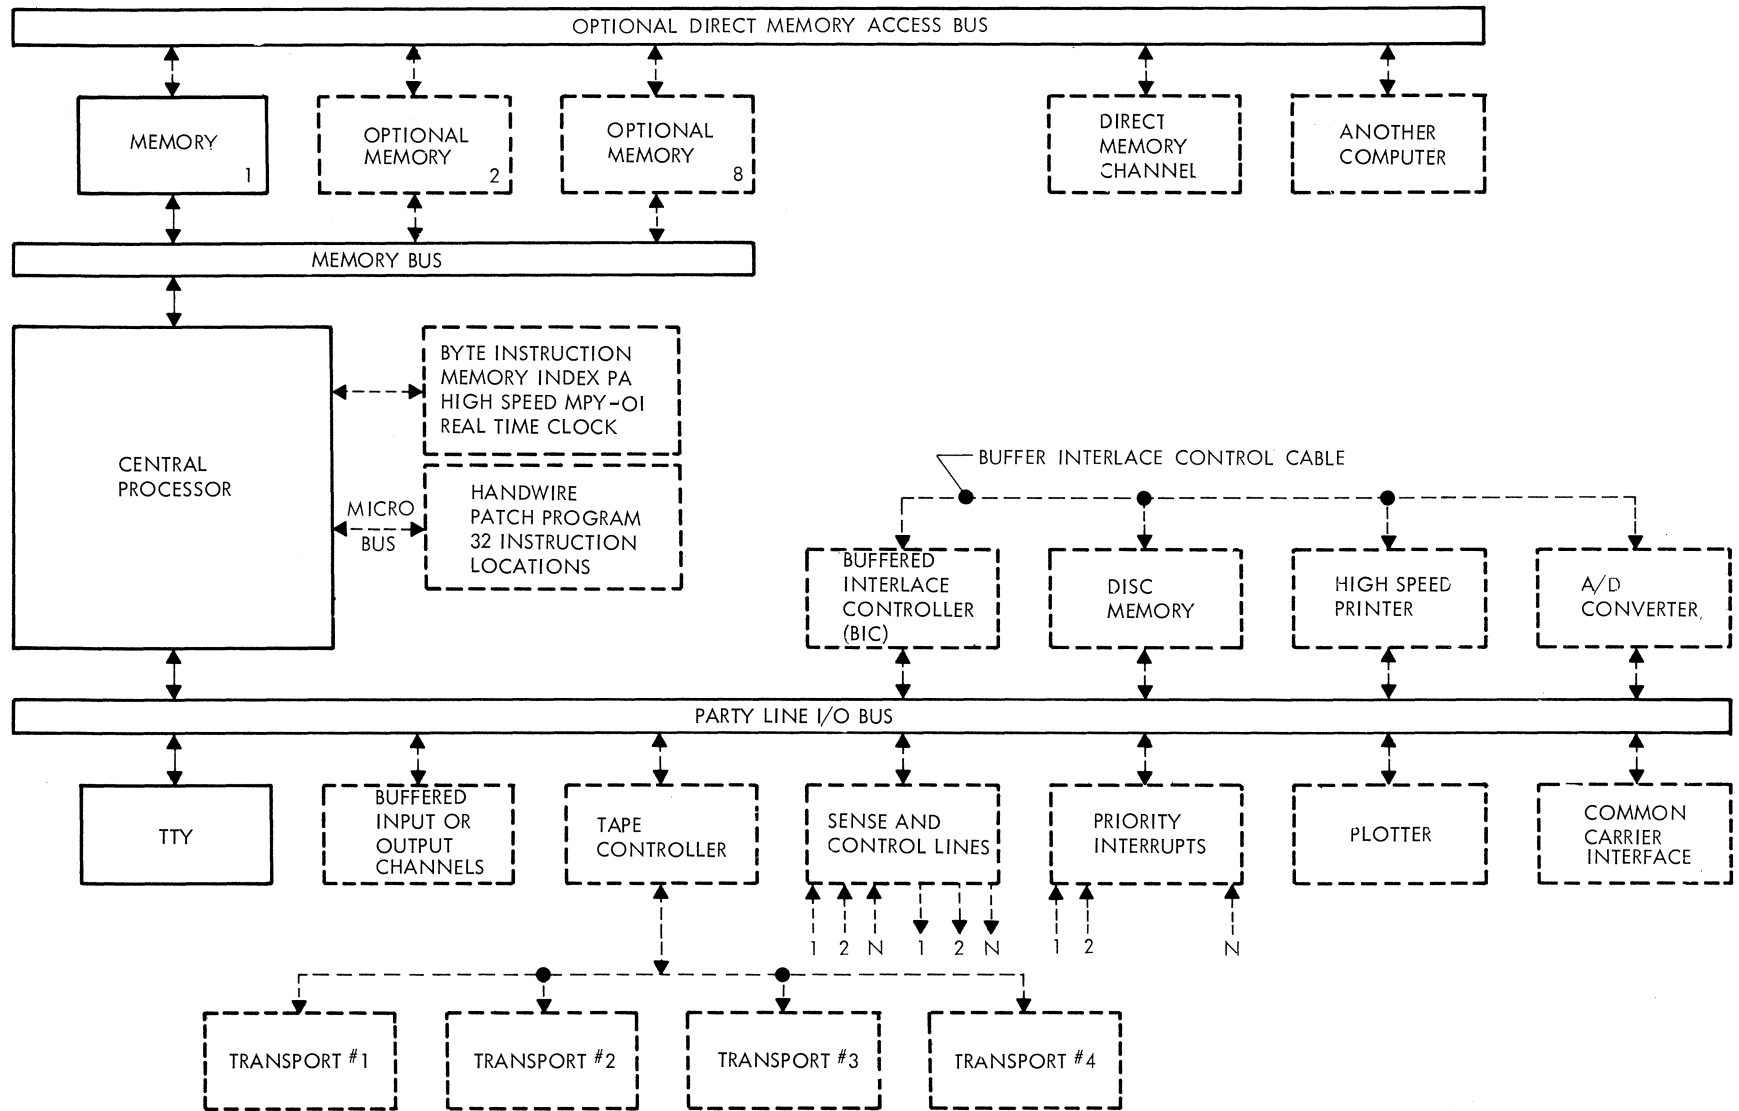 OPTIONAL DIRECT MEMORY ACCESS BUS
MEMORY
1
OPTIONAL
MEMORY
2
OPTIONAL
MEMORY
8
DIRECT
MEMORY
CHANNEL
ANOTHER
COMPUTER
MEMORY BUS
CENTRAL
PROCESSOR
BYTE INSTRUCTION
MEMORY INDEX PA
HIGH SPEED MPY-01
REAL TIME CLOCK
MICRO
BUS
HANDWIRE
PATCH PROGRAM
32 INSTRUCTION
LOCATIONS
BUFFER INTERLACE CONTROL CABLE
BUFFERED
INTERLACE
CONTROLLER
(BIC)
DISC
MEMORY
HIGH SPEED
PRINTER
A/D
CONVERTER
PARTY LINE I/O BUS
TTY
BUFFERED
INPUT OR
OUTPUT
CHANNELS
TAPE
CONTROLLER
SENSE AND
CONTROL LINES
1 2 N 1 2 N
PRIORITY
INTERRUPTS
1 2 N
PLOTTER
COMMON
CARRIER
INTERFACE
TRANSPORT #1
TRANSPORT #2
TRANSPORT #3
TRANSPORT #4